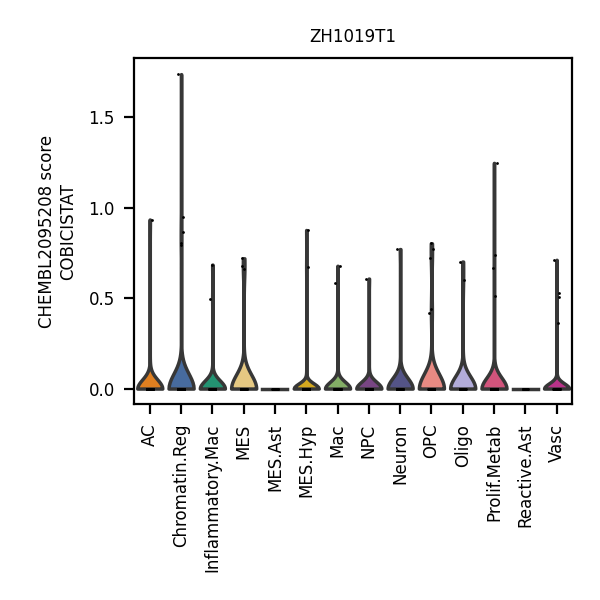 ZH1019T1
CHEMBL2095208 score
COBICISTAT
1.5
1.0
0.5
0.0
AC
Chromatin.Reg
Inflammatory.Mac
MES
MES.Ast
MES.Hyp
Mac
NPC
Neuron
OPC
Oligo
Prolif.Metab
Reactive.Ast
Vasc